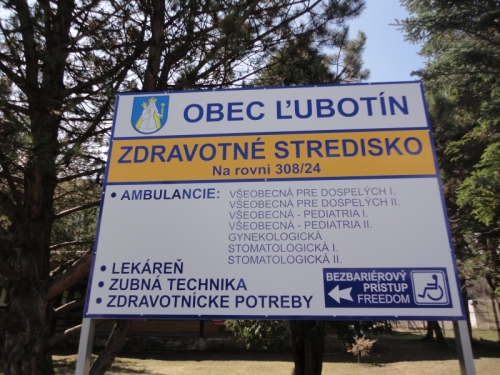 OBEC ĽUBOTÍN
ZDRAVOTNÉ STREDISKO
Na rovni 308/24
• AMBULANCIE: VŠEOBECNÁ PRE DOSPELÝCH I.
VŠEOBECNÁ PRE DOSPELÝCH II.
VŠEOBECNÁ - PEDIATRIA I.
VŠEOBECNÁ - PEDIATRIA II.
GYNEKOLOGICKÁ
STOMATOLOGICKÁ I.
STOMATOLOGICKÁ II.
• LEKÁREŇ
• ZUBNÁ TECHNIKA
• ZDRAVOTNÍCKE POTREBY
BEZBARIÉROVÝ
PRÍSTUP
FREEDOM